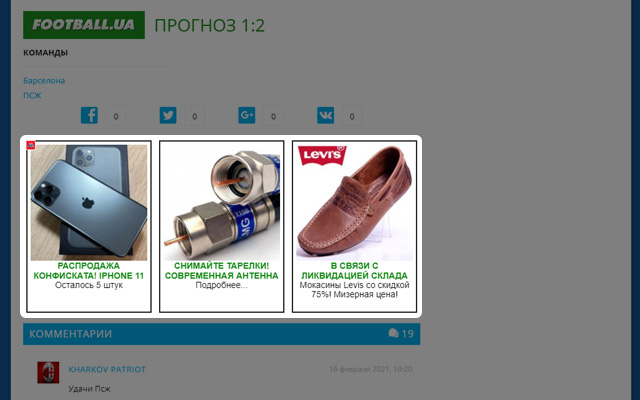 FOOTBALL.UA
ПРОГНОЗ 1:2
КОМАНДЫ
Барселона
ПСЖ
0
0
0
0
РАСПРОДАЖА
КОНФИСКАТА! IPHONE 11
Осталось 5 штук
СНИМАЙТЕ ТАРЕЛКИ!
СОВРЕМЕННАЯ АНТЕННА
Подробнее...
LEVI'S
В СВЯЗИ С
ЛИКВИДАЦИЕЙ СКЛАДА
Мокасины Levis со скидкой
75%! Мизерная цена!
КОММЕНТАРИИ
19
KHARKOV PATRIOT
16 февраля 2021, 10:20
Удачи Псж